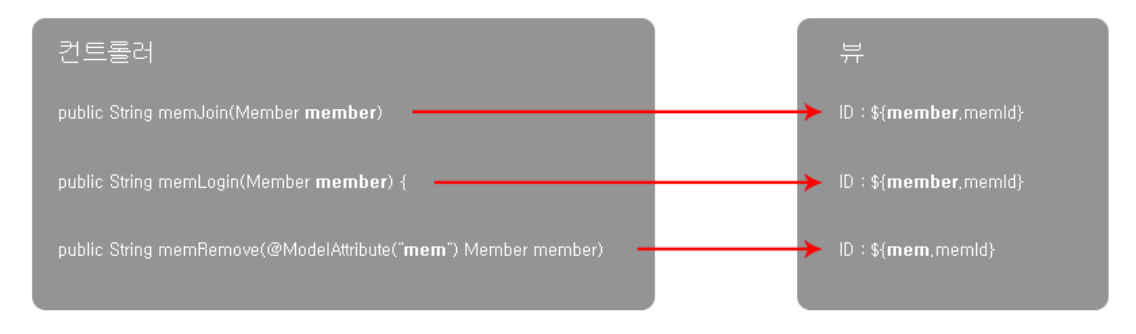 컨트롤러
public String memJoin(Member member)
public String memLogin(Member member) {
public String memRemove(@ModelAttribute("mem") Member member)
뷰
ID : ${member.memId}
ID : ${member.memId}
ID : ${mem.memId}